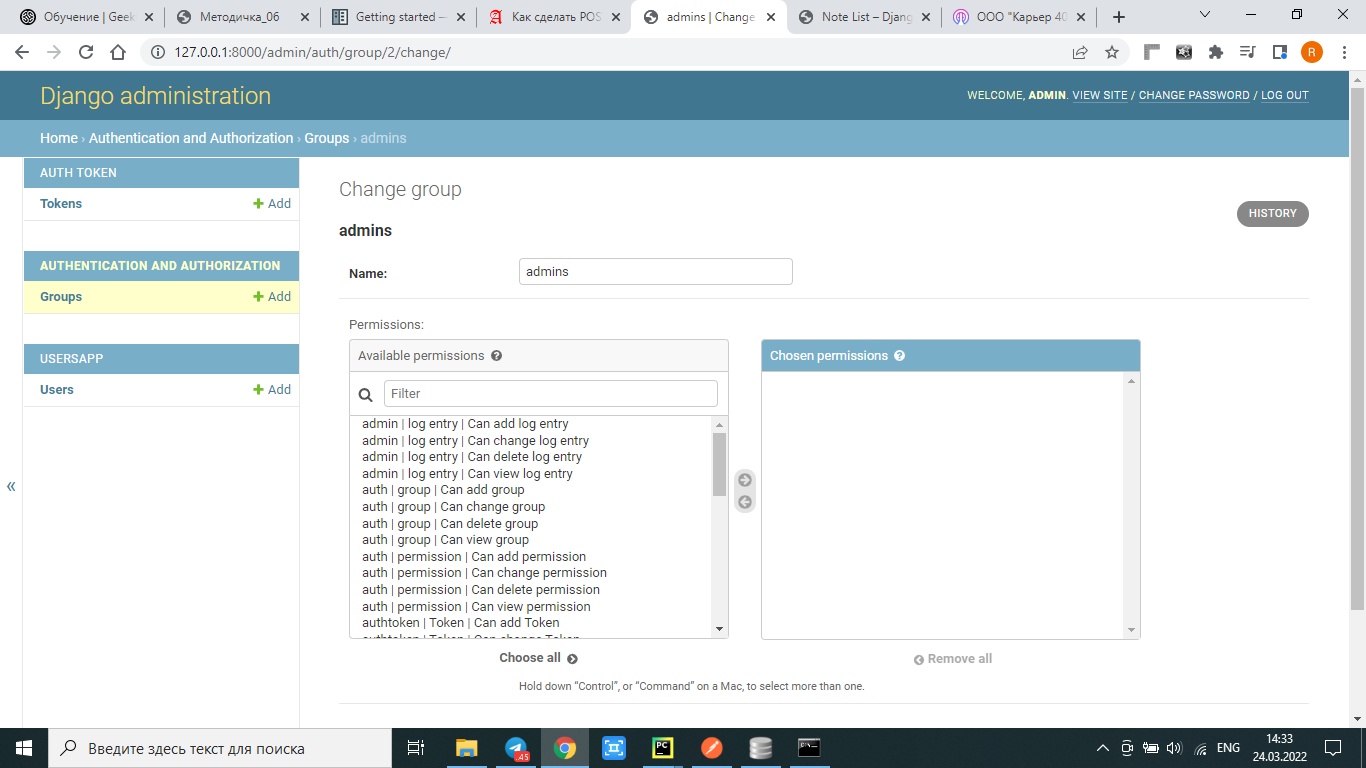 Обучение | Geek
Методичка_06
Getting started –
Как сделать POS
admins | Change
Note List – Djang
ООО "Карьер 40
127.0.0.1:8000/admin/auth/group/2/change/
R
Django administration
WELCOME, ADMIN. VIEW SITE / CHANGE PASSWORD / LOG OUT
Home › Authentication and Authorization › Groups › admins
AUTH TOKEN
Tokens
Add
AUTHENTICATION AND AUTHORIZATION
Groups
Add
USERSAPP
Users
Add
«
Change group
HISTORY
admins
Name:
admins
Permissions:
Available permissions
Filter
admin | log entry | Can add log entry
admin | log entry | Can change log entry
admin | log entry | Can delete log entry
admin | log entry | Can view log entry
auth | group | Can add group
auth | group | Can change group
auth | group | Can delete group
auth | group | Can view group
auth | permission | Can add permission
auth | permission | Can change permission
auth | permission | Can delete permission
auth | permission | Can view permission
authtoken | Token | Can add Token
authtoken | Token | Can change Token
Choose all
Chosen permissions
Remove all
Hold down “Control”, or “Command” on a Mac, to select more than one.
Введите здесь текст для поиска
45
PC
ENG
14:33
24.03.2022